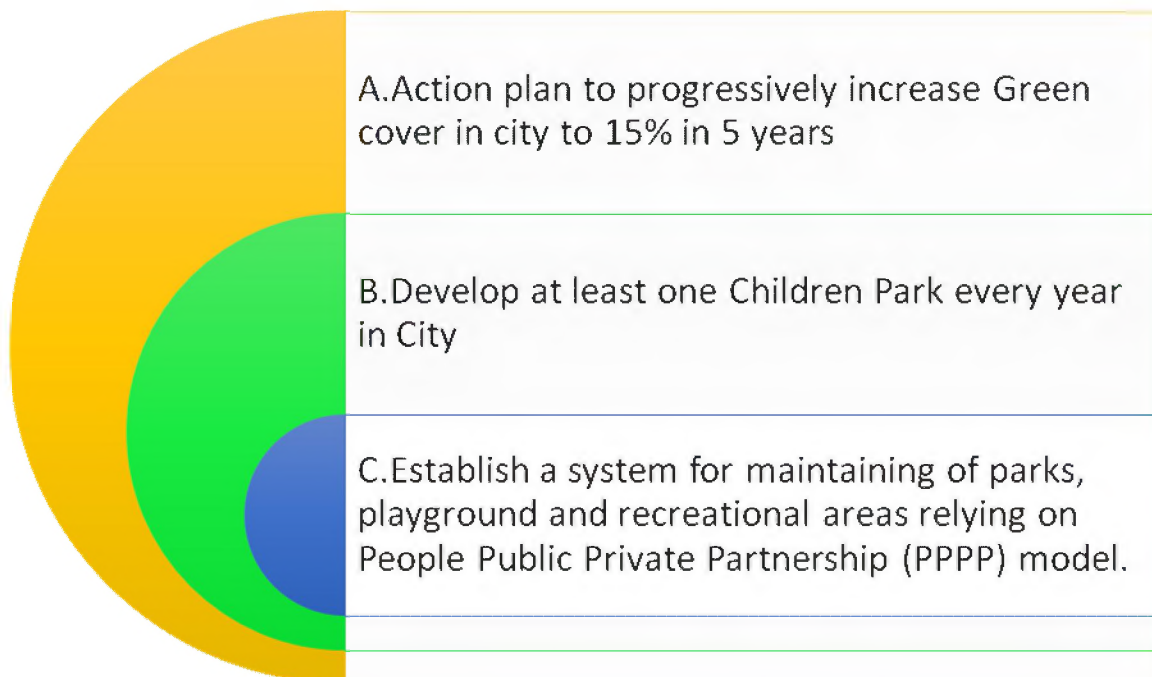 A.Action plan to progressively increase Green
cover in city to 15% in 5 years
B.Develop at least one Children Park every year
in City
C.Establish a system for maintaining of parks,
playground and recreational areas relying on
People Public Private Partnership (PPPP) model.